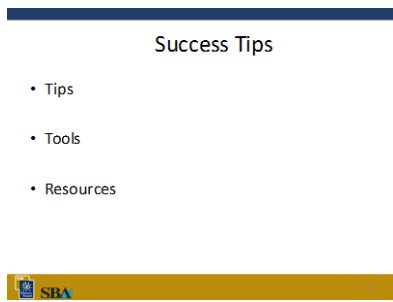 Success Tips
• Tips
• Tools
• Resources
SBA